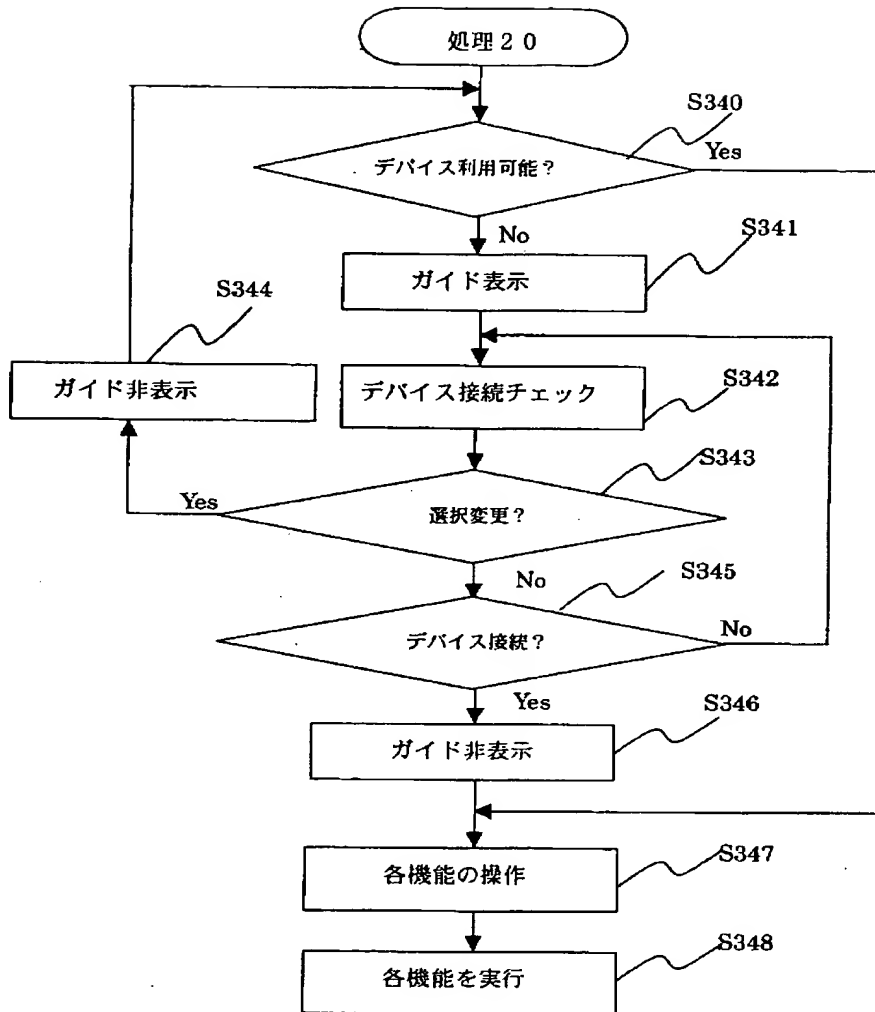 処理２０
S340
デバイス利用可能？
Yes
No
S341
ガイド表示
S344
ガイド非表示
S342
デバイス接続チェック
S343
Yes
選択変更？
No
S345
デバイス接続？
No
Yes
S346
ガイド非表示
S347
各機能の操作
S348
各機能を実行